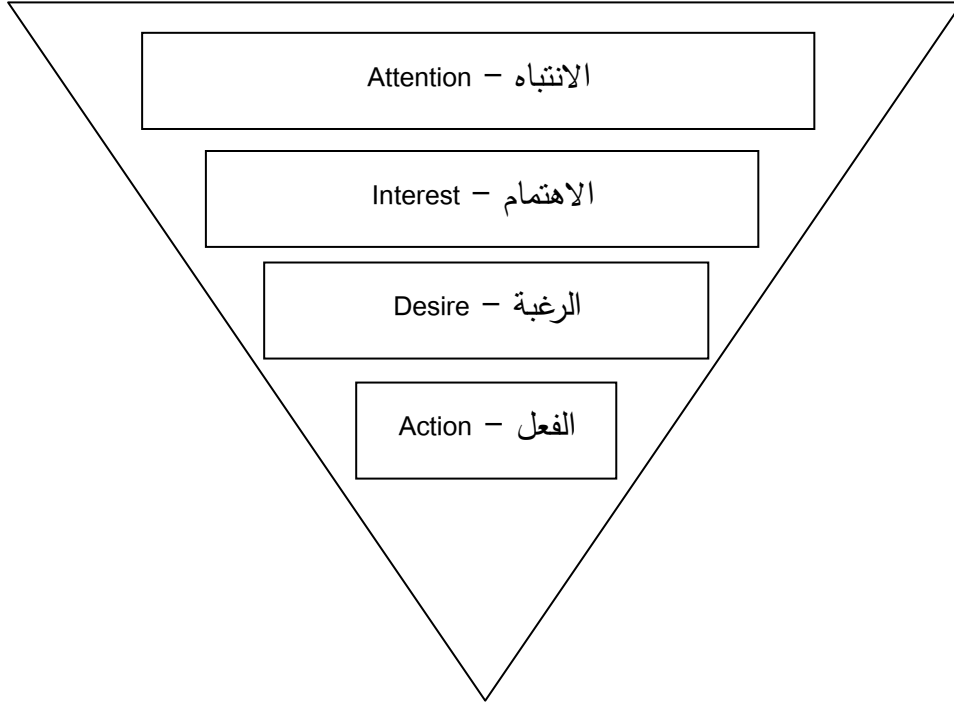 الانتباه – Attention
الاهتمام – Interest
الرغبة – Desire
الفعل – Action